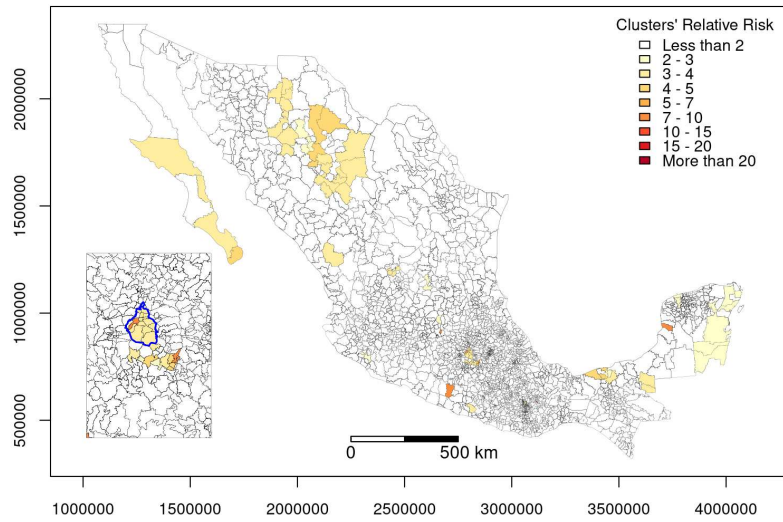 Clusters' Relative Risk
Less than 2
2 - 3
3 - 4
4 - 5
5 - 7
7 - 10
10 - 15
15 - 20
More than 20
2000000
1500000
1000000
500000
0 500 km
1000000 1500000 2000000 2500000 3000000 3500000 4000000